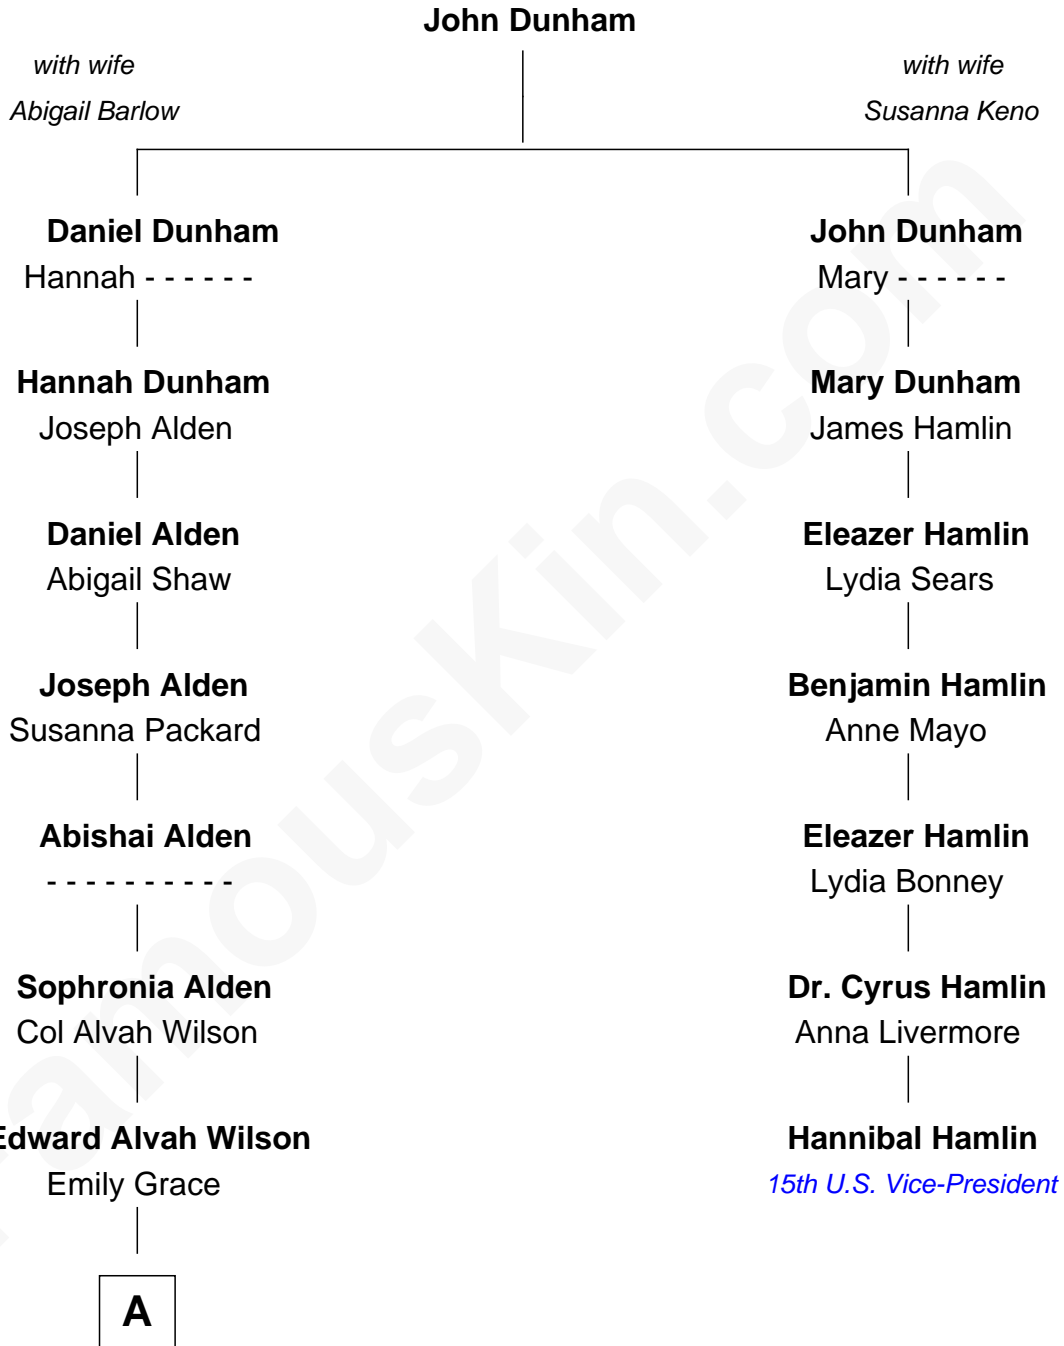 John Dunham
with wife
Abigail Barlow
with wife
Susanna Keno
Daniel Dunham
Hannah - - - - - -
John Dunham
Mary - - - - - -
Hannah Dunham
Joseph Alden
Mary Dunham
James Hamlin
Daniel Alden
Abigail Shaw
Eleazer Hamlin
Lydia Sears
Joseph Alden
Susanna Packard
Benjamin Hamlin
Anne Mayo
Abishai Alden
- - - - - - - - - -
Eleazer Hamlin
Lydia Bonney
Sophronia Alden
Col Alvah Wilson
Dr. Cyrus Hamlin
Anna Livermore
Edward Alvah Wilson
Emily Grace
Hannibal Hamlin
15th U.S. Vice-President
A
FamousKin.com